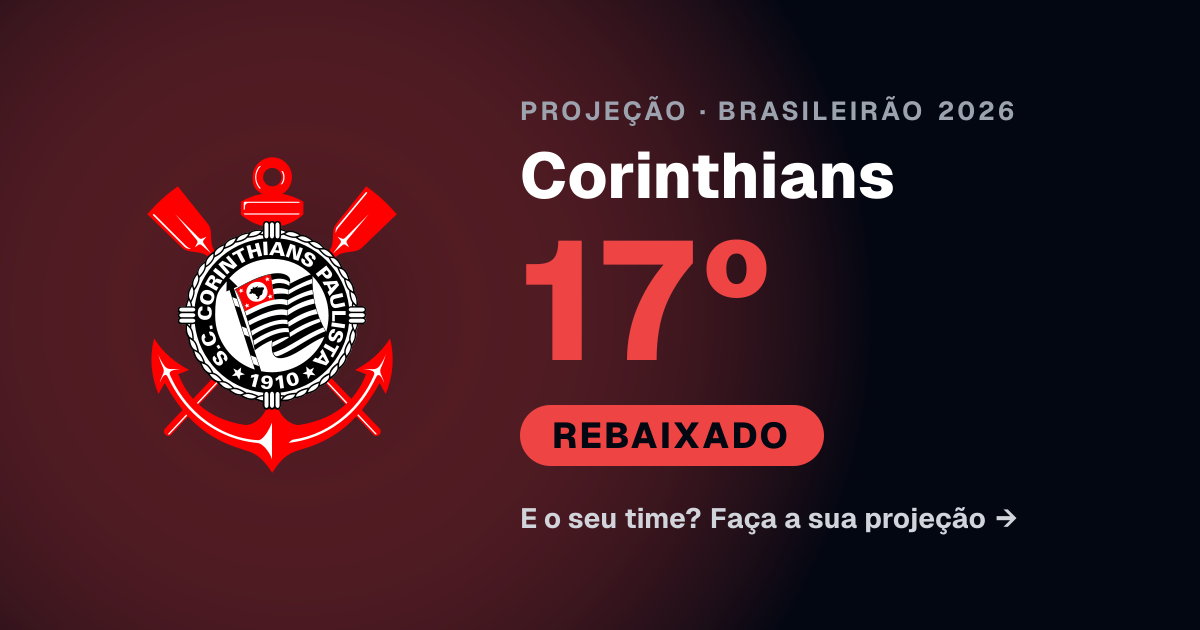 PROJEÇÃO · BRASILEIRÃO 2026
Corinthians
17º
REBAIXADO
E o seu time? Faça a sua projeção →
S.C. CORINTHIANS PAULISTA
★ 1910 ★